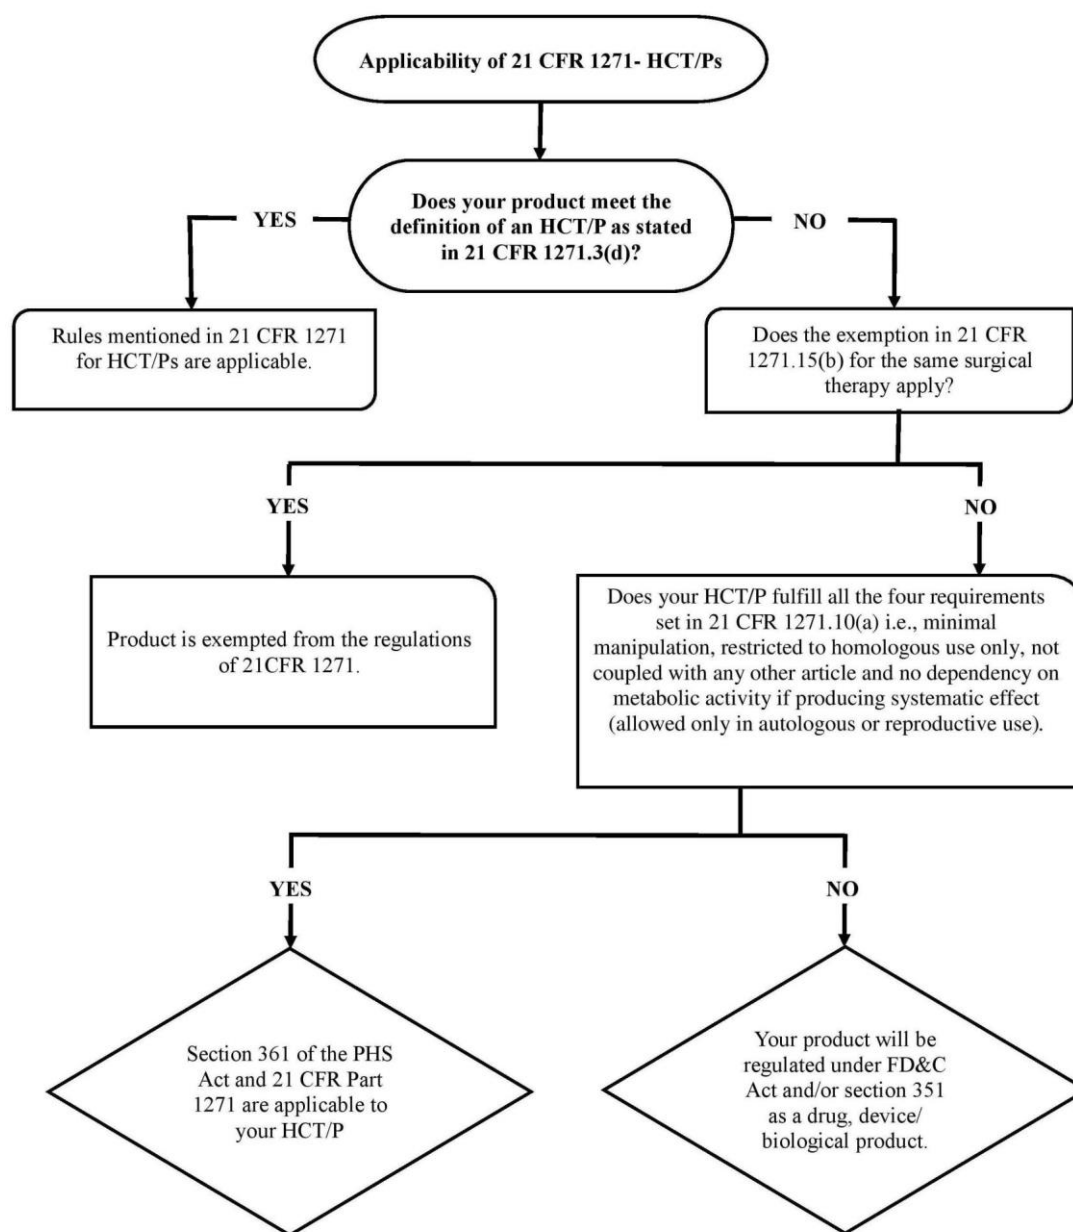 Applicability of 21 CFR 1271- HCT/Ps
Does your product meet the
definition of an HCT/P as stated
in 21 CFR 1271.3(d)?
YES
NO
Rules mentioned in 21 CFR 1271
for HCT/Ps are applicable.
Does the exemption in 21 CFR
1271.15(b) for the same surgical
therapy apply?
YES
NO
Product is exempted from the regulations
of 21CFR 1271.
Does your HCT/P fulfill all the four requirements
set in 21 CFR 1271.10(a) i.e., minimal
manipulation, restricted to homologous use only, not
coupled with any other article and no dependency on
metabolic activity if producing systematic effect
(allowed only in autologous or reproductive use).
YES
NO
Section 361 of the PHS
Act and 21 CFR Part
1271 are applicable to
your HCT/P
Your product will be
regulated under FD&C
Act and/or section 351
as a drug, device/
biological product.